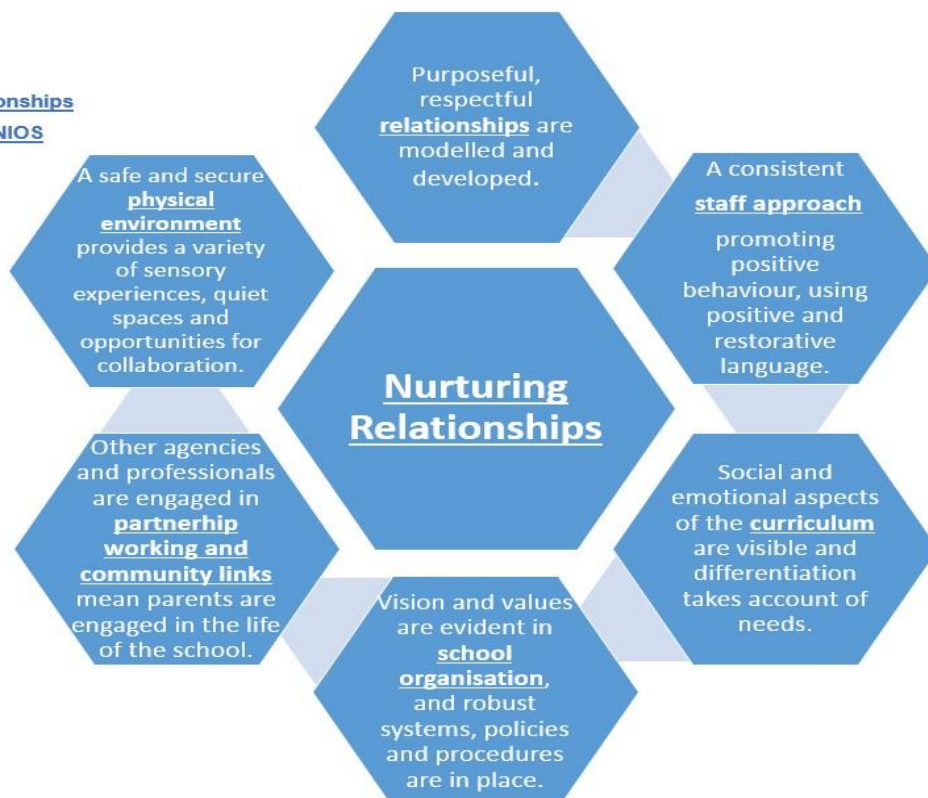 onships
NIOS
Purposeful,
respectful
relationships are
modelled and
developed.
A consistent
staff approach
promoting
positive
behaviour, using
positive and
restorative
language.
Social and
emotional aspects
of the curriculum
are visible and
differentiation
takes account of
needs.
Vision and values
are evident in
school
organisation,
and robust
systems, policies
and procedures
are in place.
Other agencies
and professionals
are engaged in
partnerhip
working and
community links
mean parents are
engaged in the life
of the school.
A safe and secure
physical
environment
provides a variety
of sensory
experiences, quiet
spaces and
opportunities for
collaboration.
Nurturing
Relationships